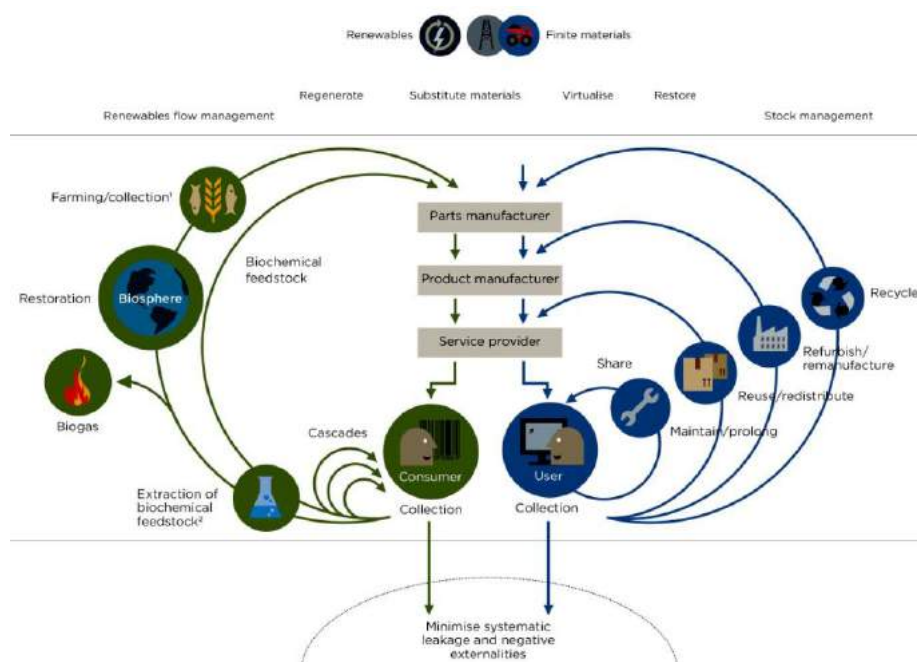 Renewables
Finite materials
Regenerate
Substitute materials
Virtualise
Restore
Renewables flow management
Stock management
Farming/collection¹
Parts manufacturer
Biochemical
feedstock
Product manufacturer
Restoration
Biosphere
Recycle
Service provider
Refurbish/
remanufacture
Share
Reuse/redistribute
Biogas
Maintain/prolong
Cascades
Consumer
User
Extraction of
biochemical
feedstock²
Collection
Collection
Minimise systematic
leakage and negative
externalities